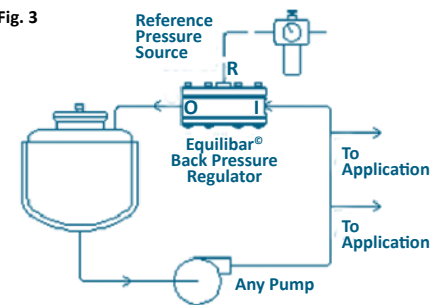 Fig. 3
Reference
Pressure
Source
R
O
I
Equilibar©
Back Pressure
Regulator
To
Application
To
Application
Any Pump